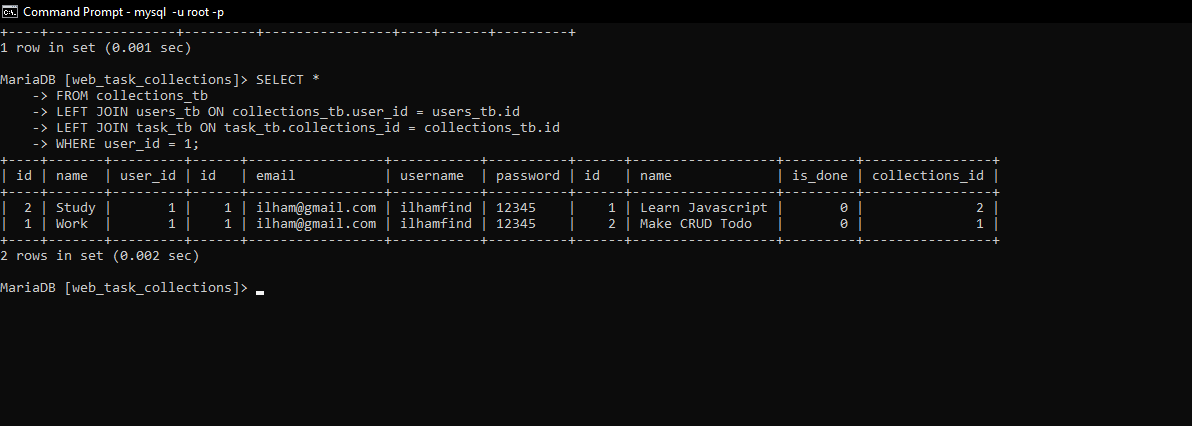 Command Prompt - mysql  -u root -p
+----+----------------+---------+---------------+----+------+---------+
1 row in set (0.001 sec)
MariaDB [web_task_collections]> SELECT *
    -> FROM collections_tb
    -> LEFT JOIN users_tb ON collections_tb.user_id = users_tb.id
    -> LEFT JOIN task_tb ON task_tb.collections_id = collections_tb.id
    -> WHERE user_id = 1;
+----+-------+---------+------+-----------------+-----------+----------+------+------------------+---------+----------------+
| id | name  | user_id | id   | email           | username  | password | id   | name             | is_done | collections_id |
+----+-------+---------+------+-----------------+-----------+----------+------+------------------+---------+----------------+
|  2 | Study |       1 |    1 | ilham@gmail.com | ilhamfind | 12345    |    1 | Learn Javascript |       0 |              2 |
|  1 | Work  |       1 |    1 | ilham@gmail.com | ilhamfind | 12345    |    2 | Make CRUD Todo   |       0 |              1 |
+----+-------+---------+------+-----------------+-----------+----------+------+------------------+---------+----------------+
2 rows in set (0.002 sec)
MariaDB [web_task_collections]>